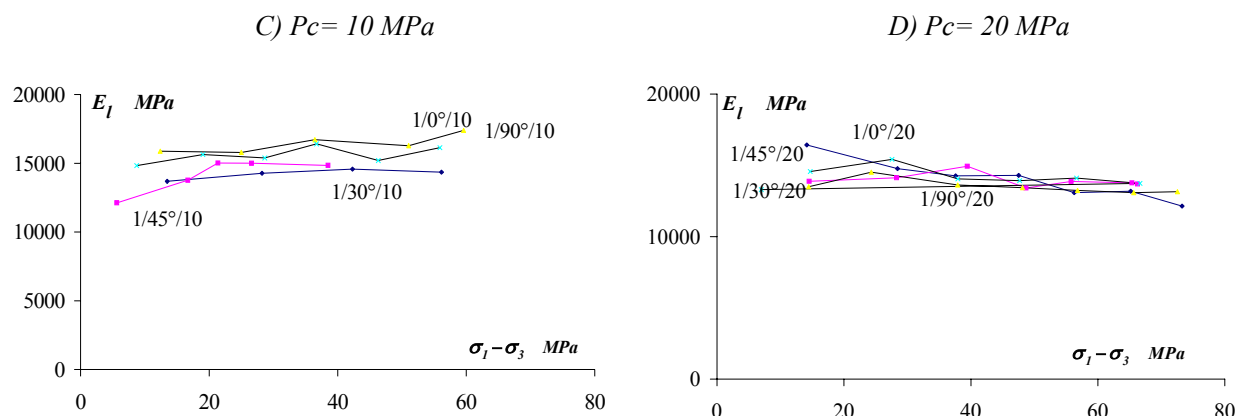 C) Pc= 10 MPa
D) Pc= 20 MPa
20000
E_l MPa
1/0°/10
1/90°/10
15000
1/30°/10
1/45°/10
10000
5000
σ_1−σ_3 MPa
0
0 20 40 60 80
20000
E_l MPa
1/0°/20
1/45°/20
1/30°/20
1/90°/20
10000
σ_1−σ_3 MPa
0
0 20 40 60 80